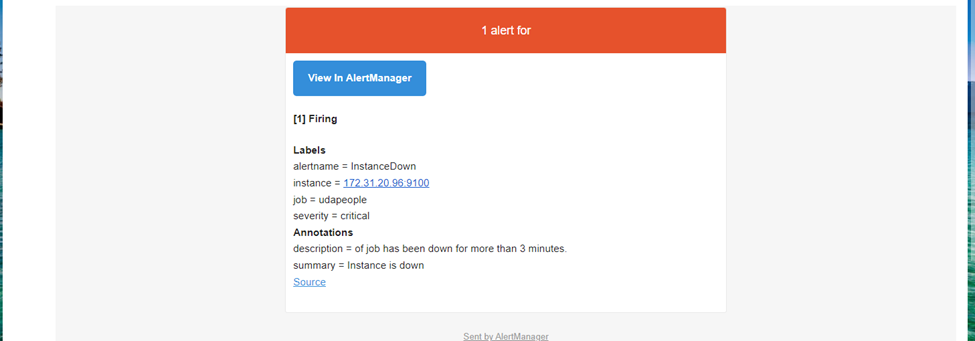 1 alert for
View In AlertManager
[1] Firing
Labels
alertname = InstanceDown
instance = 172.31.20.96:9100
job = udapeople
severity = critical
Annotations
description = of job has been down for more than 3 minutes.
summary = Instance is down
Source
Sent by AlertManager